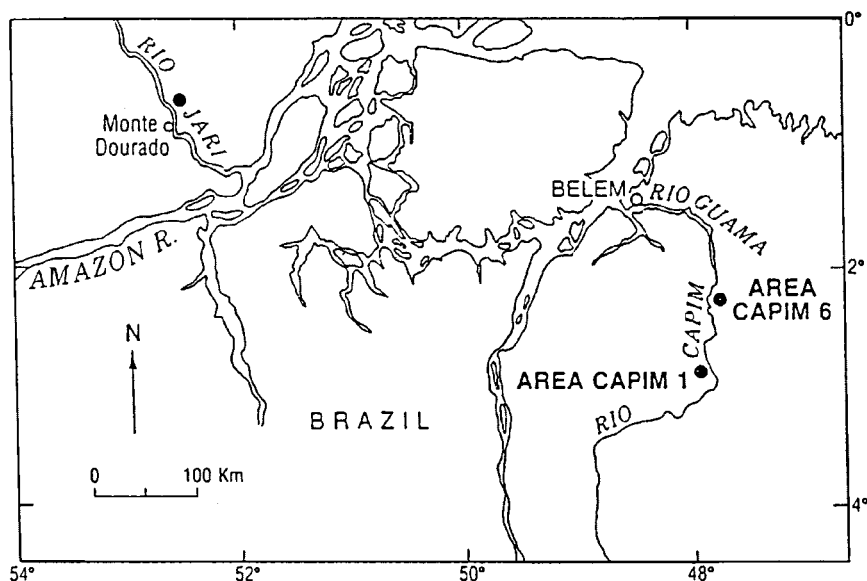 0°
RIO
JARI
Monte
Dourado
BELEM
RIO GUAMA
AMAZON R.
2°
AREA
CAPIM 6
CAPIM
N
AREA CAPIM 1
BRAZIL
RIO
0 100 Km
4°
54° 52° 50° 48°